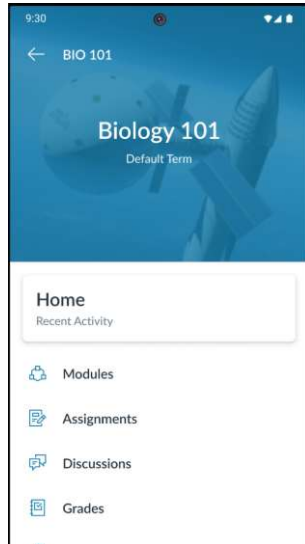 9:30
BIO 101
Biology 101
Default Term
Home
Recent Activity
Modules
Assignments
Discussions
Grades